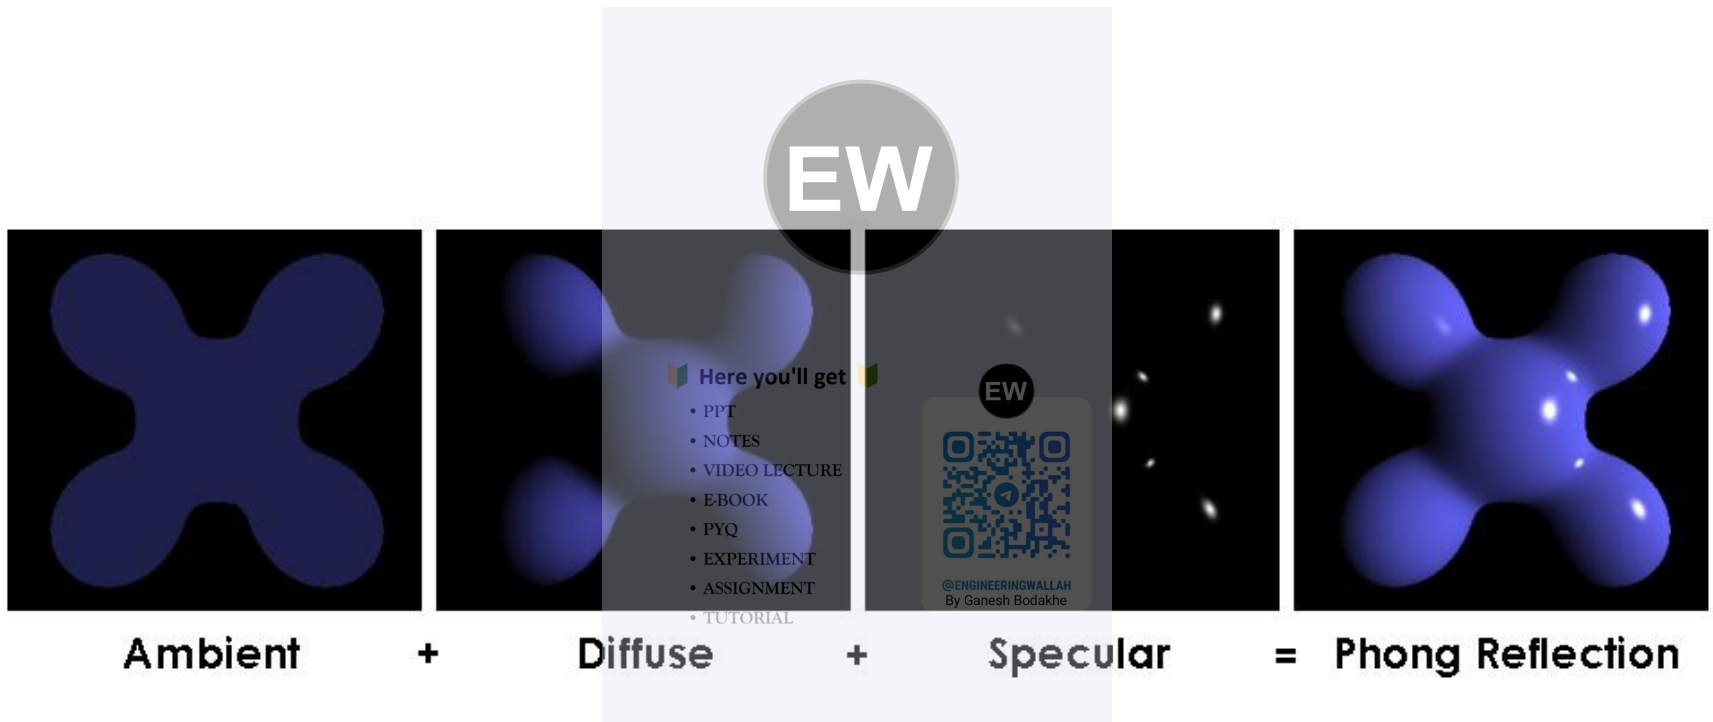 EW
🔰 Here you'll get 🔰
• PPT
• NOTES
• VIDEO LECTURE
• E-BOOK
• PYQ
• EXPERIMENT
• ASSIGNMENT
• TUTORIAL
EW
@ENGINEERINGWALLAH
By Ganesh Bodakhe
Ambient + Diffuse + Specular = Phong Reflection